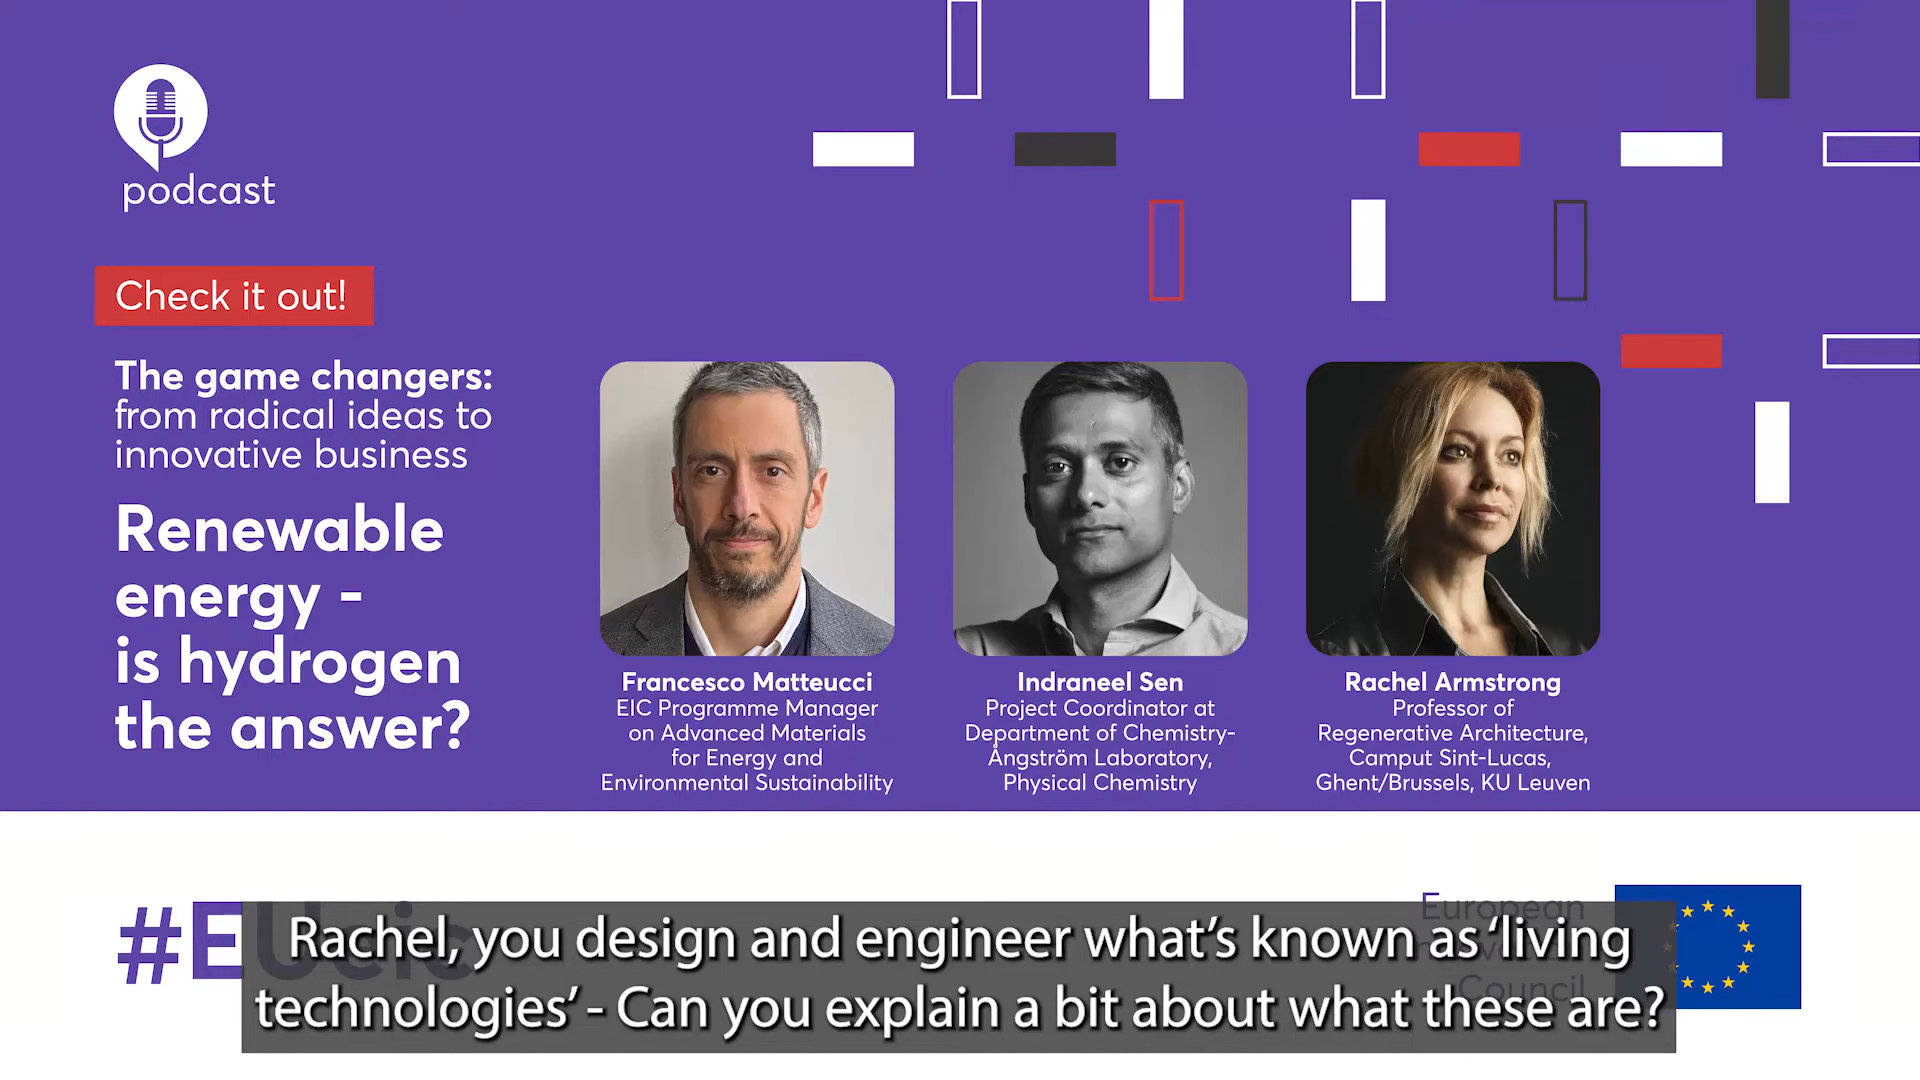 podcast
Check it out!
The game changers:
from radical ideas to
innovative business
Renewable
energy -
is hydrogen
the answer?
Francesco Matteucci
EIC Programme Manager
on Advanced Materials
for Energy and
Environmental Sustainability
Indraneel Sen
Project Coordinator at
Department of Chemistry-
Ångström Laboratory,
Physical Chemistry
Rachel Armstrong
Professor of
Regenerative Architecture,
Camput Sint-Lucas,
Ghent/Brussels, KU Leuven
#EUeic
European
Council
Rachel, you design and engineer what's known as 'living
technologies' - Can you explain a bit about what these are?